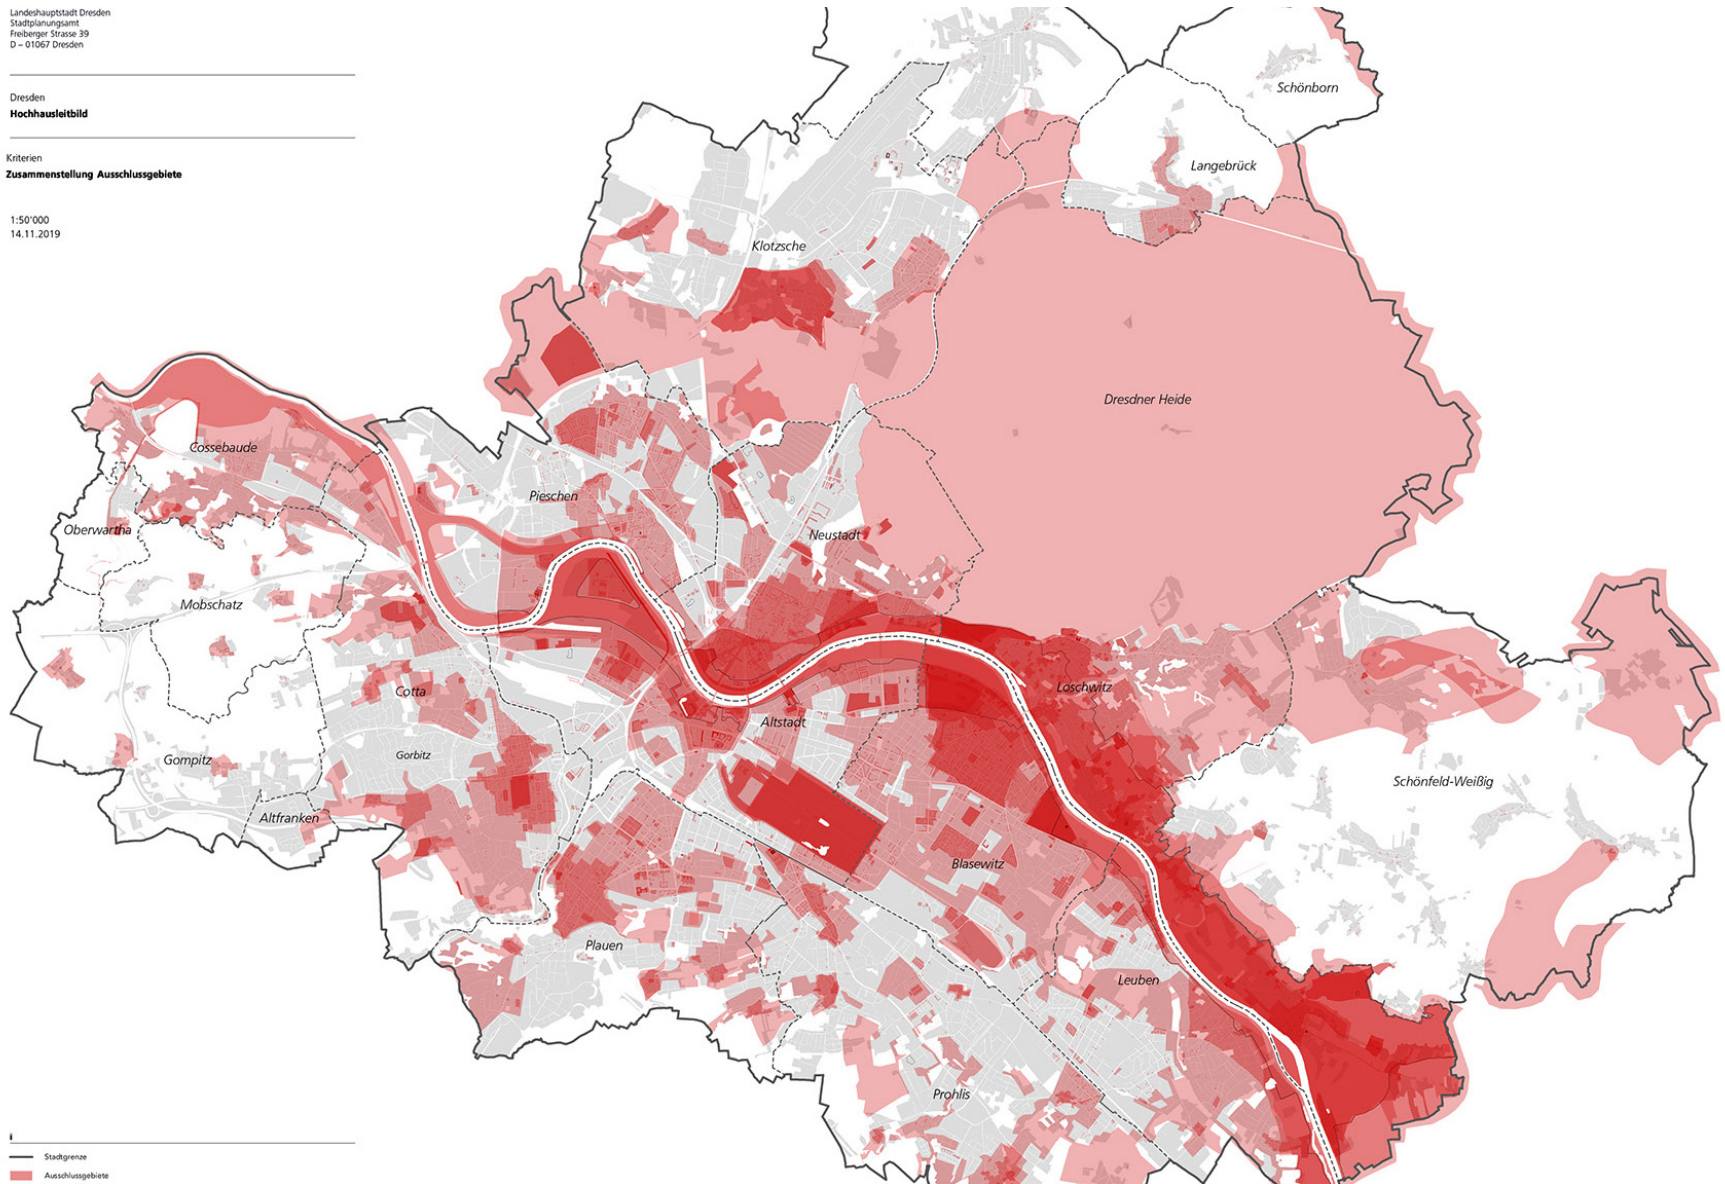 Landeshauptstadt Dresden
Stadtplanungsamt
Freiberger Strasse 39
D – 01067 Dresden
Dresden
Hochhausleitbild
Kriterien
Zusammenstellung Ausschlussgebiete
1:50'000
14.11.2019
Schönborn
Langebrück
Klotzsche
Dresdner Heide
Cossebaude
Pieschen
Oberwartha
Neustadt
Mobschatz
Cotta
Loschwitz
Altstadt
Gorbitz
Gompitz
Schönfeld-Weißig
Altfranken
Blasewitz
Plauen
Leuben
Prohlis
Stadtgrenze
Ausschlussgebiete